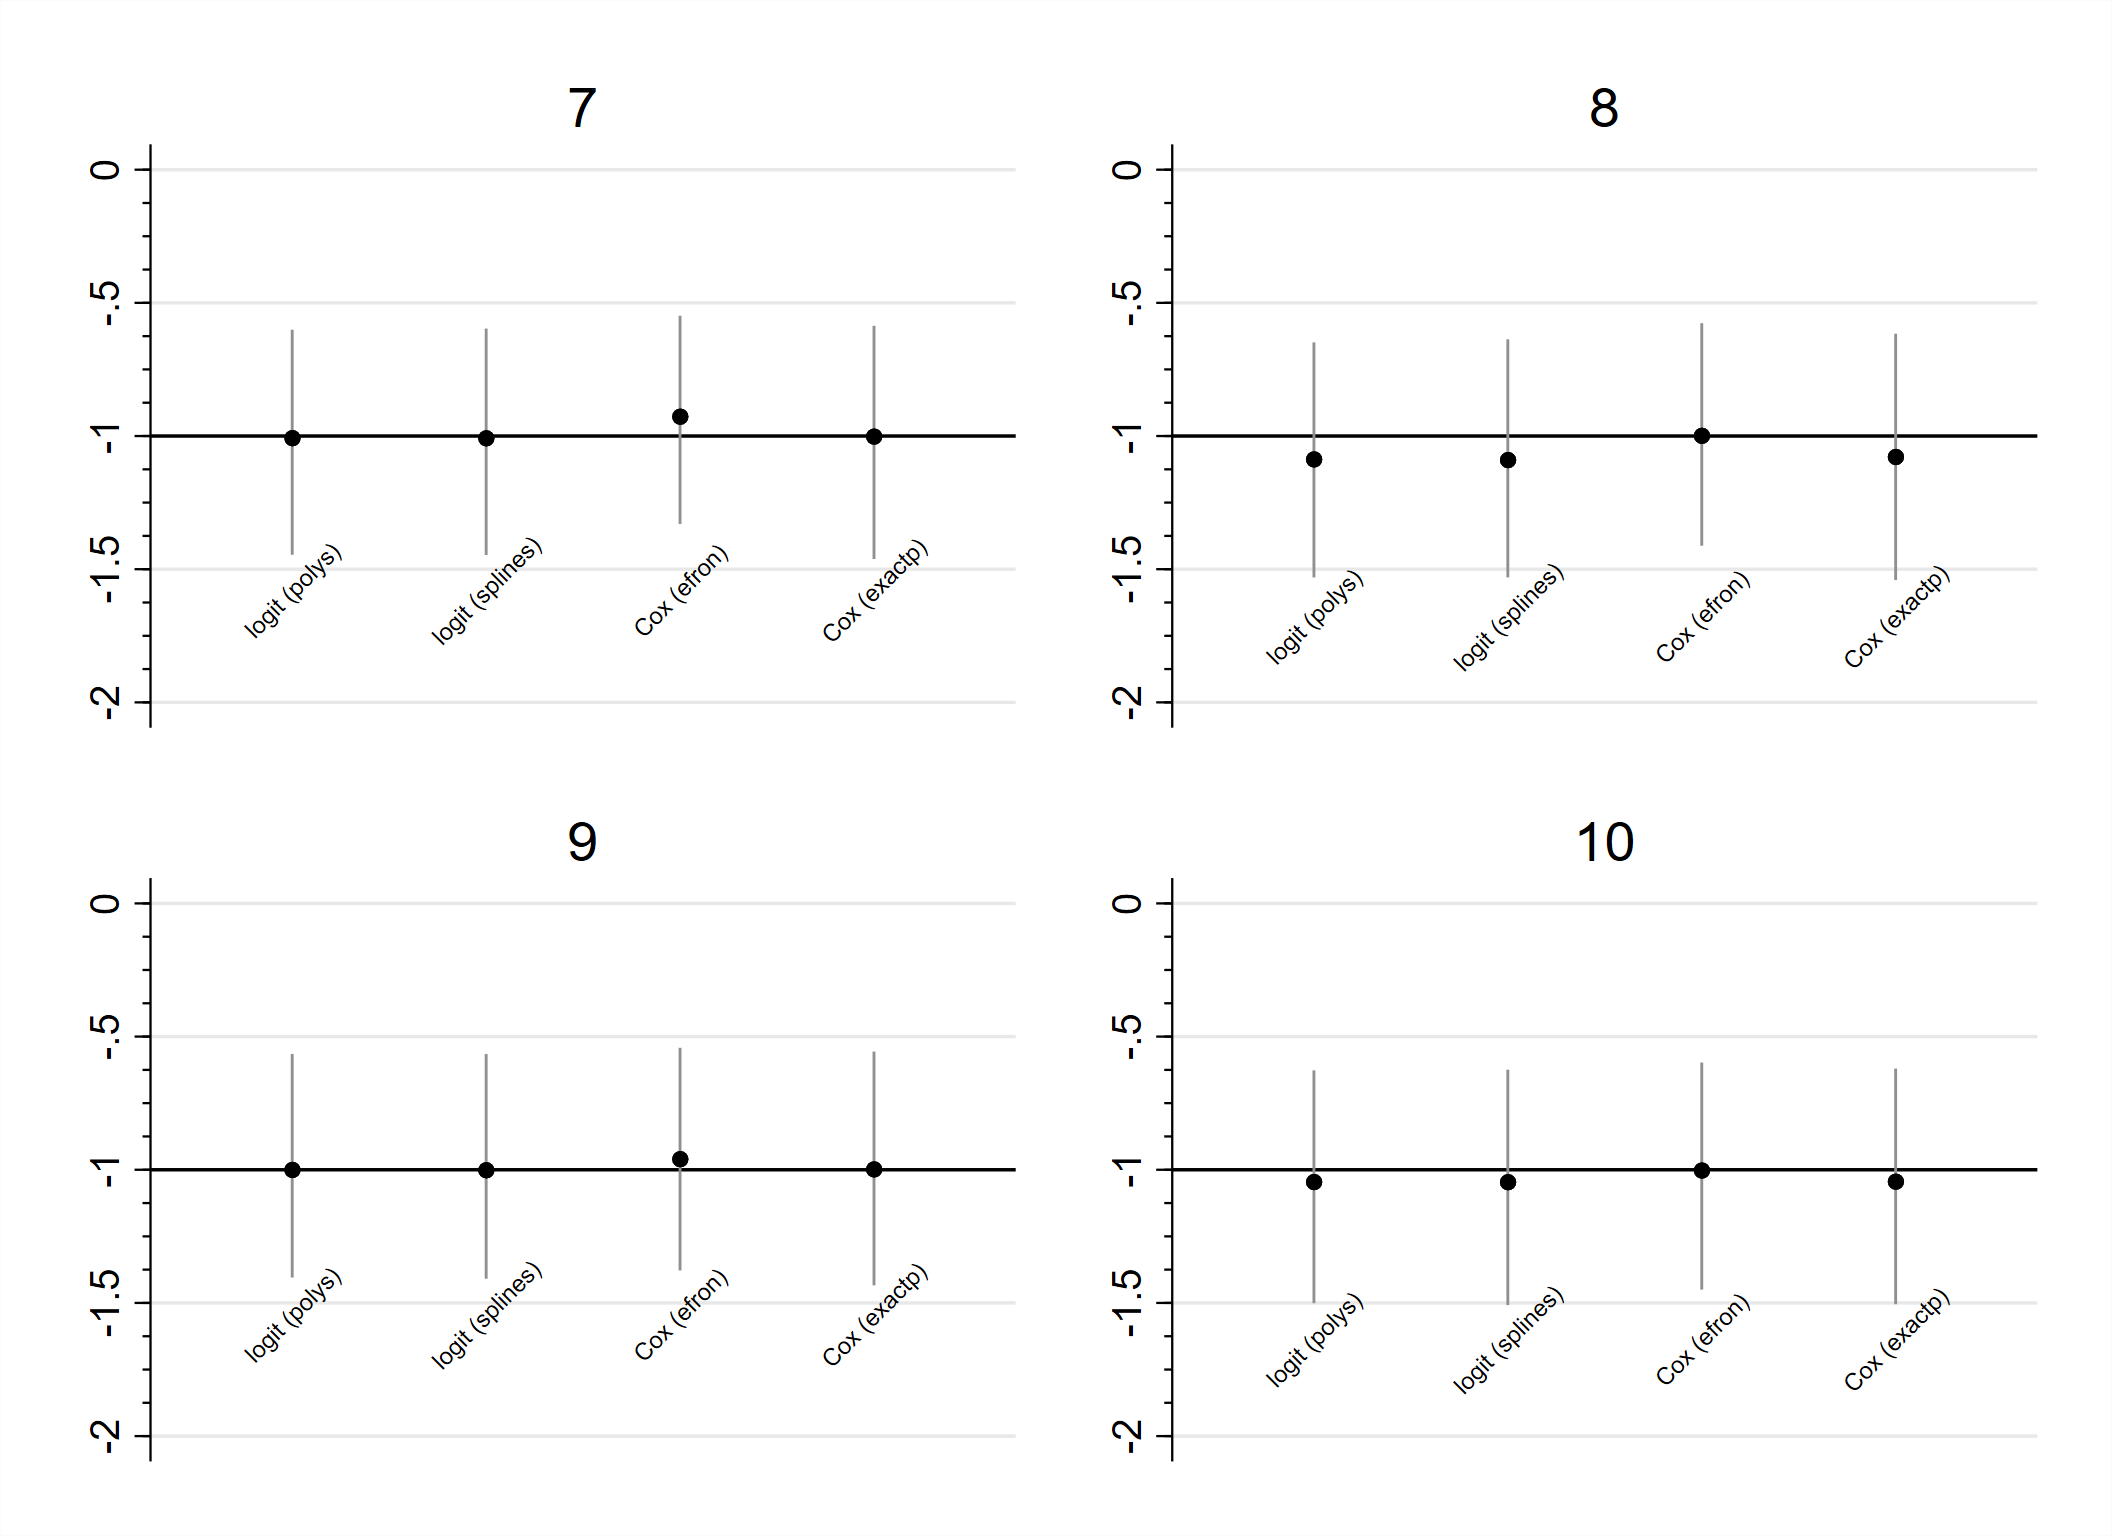 7
0
-.5
-1
-1.5
-2
logit (polys)
logit (splines)
Cox (efron)
Cox (exactp)
8
0
-.5
-1
-1.5
-2
logit (polys)
logit (splines)
Cox (efron)
Cox (exactp)
9
0
-.5
-1
-1.5
-2
logit (polys)
logit (splines)
Cox (efron)
Cox (exactp)
10
0
-.5
-1
-1.5
-2
logit (polys)
logit (splines)
Cox (efron)
Cox (exactp)